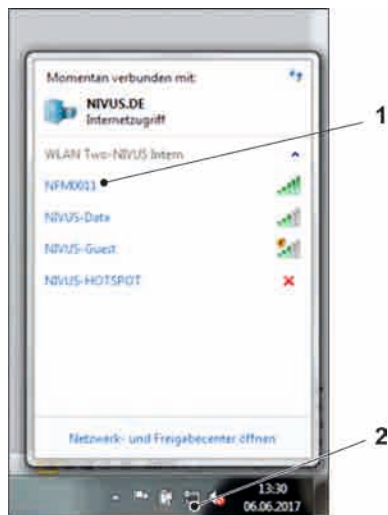 Momentan verbunden mit:
NIVUS.DE
Internetzugriff
WLAN Two-NIVUS Intern
NFM0011
NIVUS-Data
NIVUS-Guest
NIVUS-HOTSPOT
Netzwerk- und Freigabecenter öffnen
13:30
06.06.2017
1
2